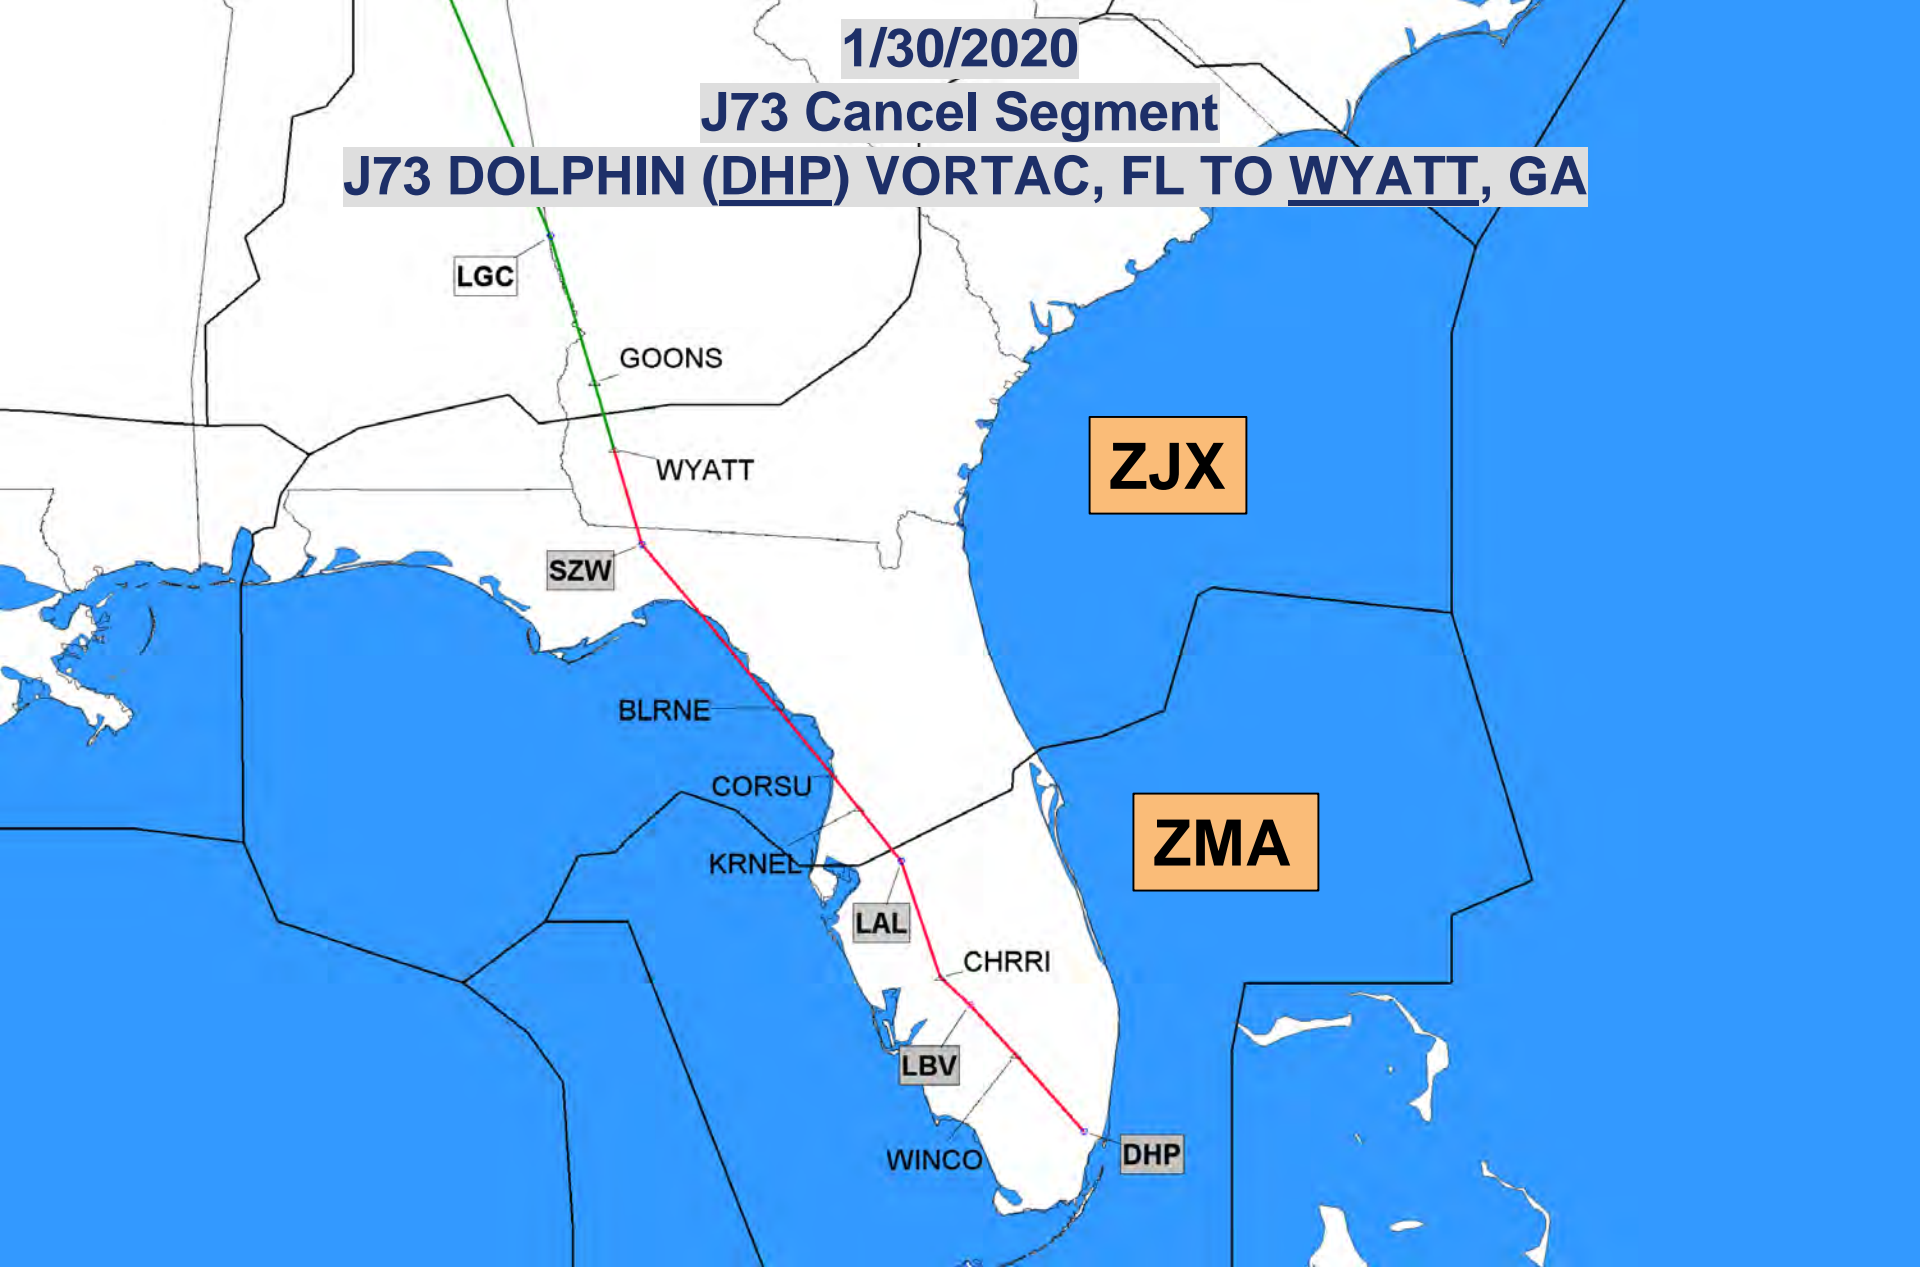 1/30/2020
J73 Cancel Segment
J73 DOLPHIN (DHP) VORTAC, FL TO WYATT, GA
LGC
GOONS
WYATT
ZJX
SZW
BLRNE
CORSU
ZMA
KRNEL
LAL
CHRRI
LBV
WINCO
DHP